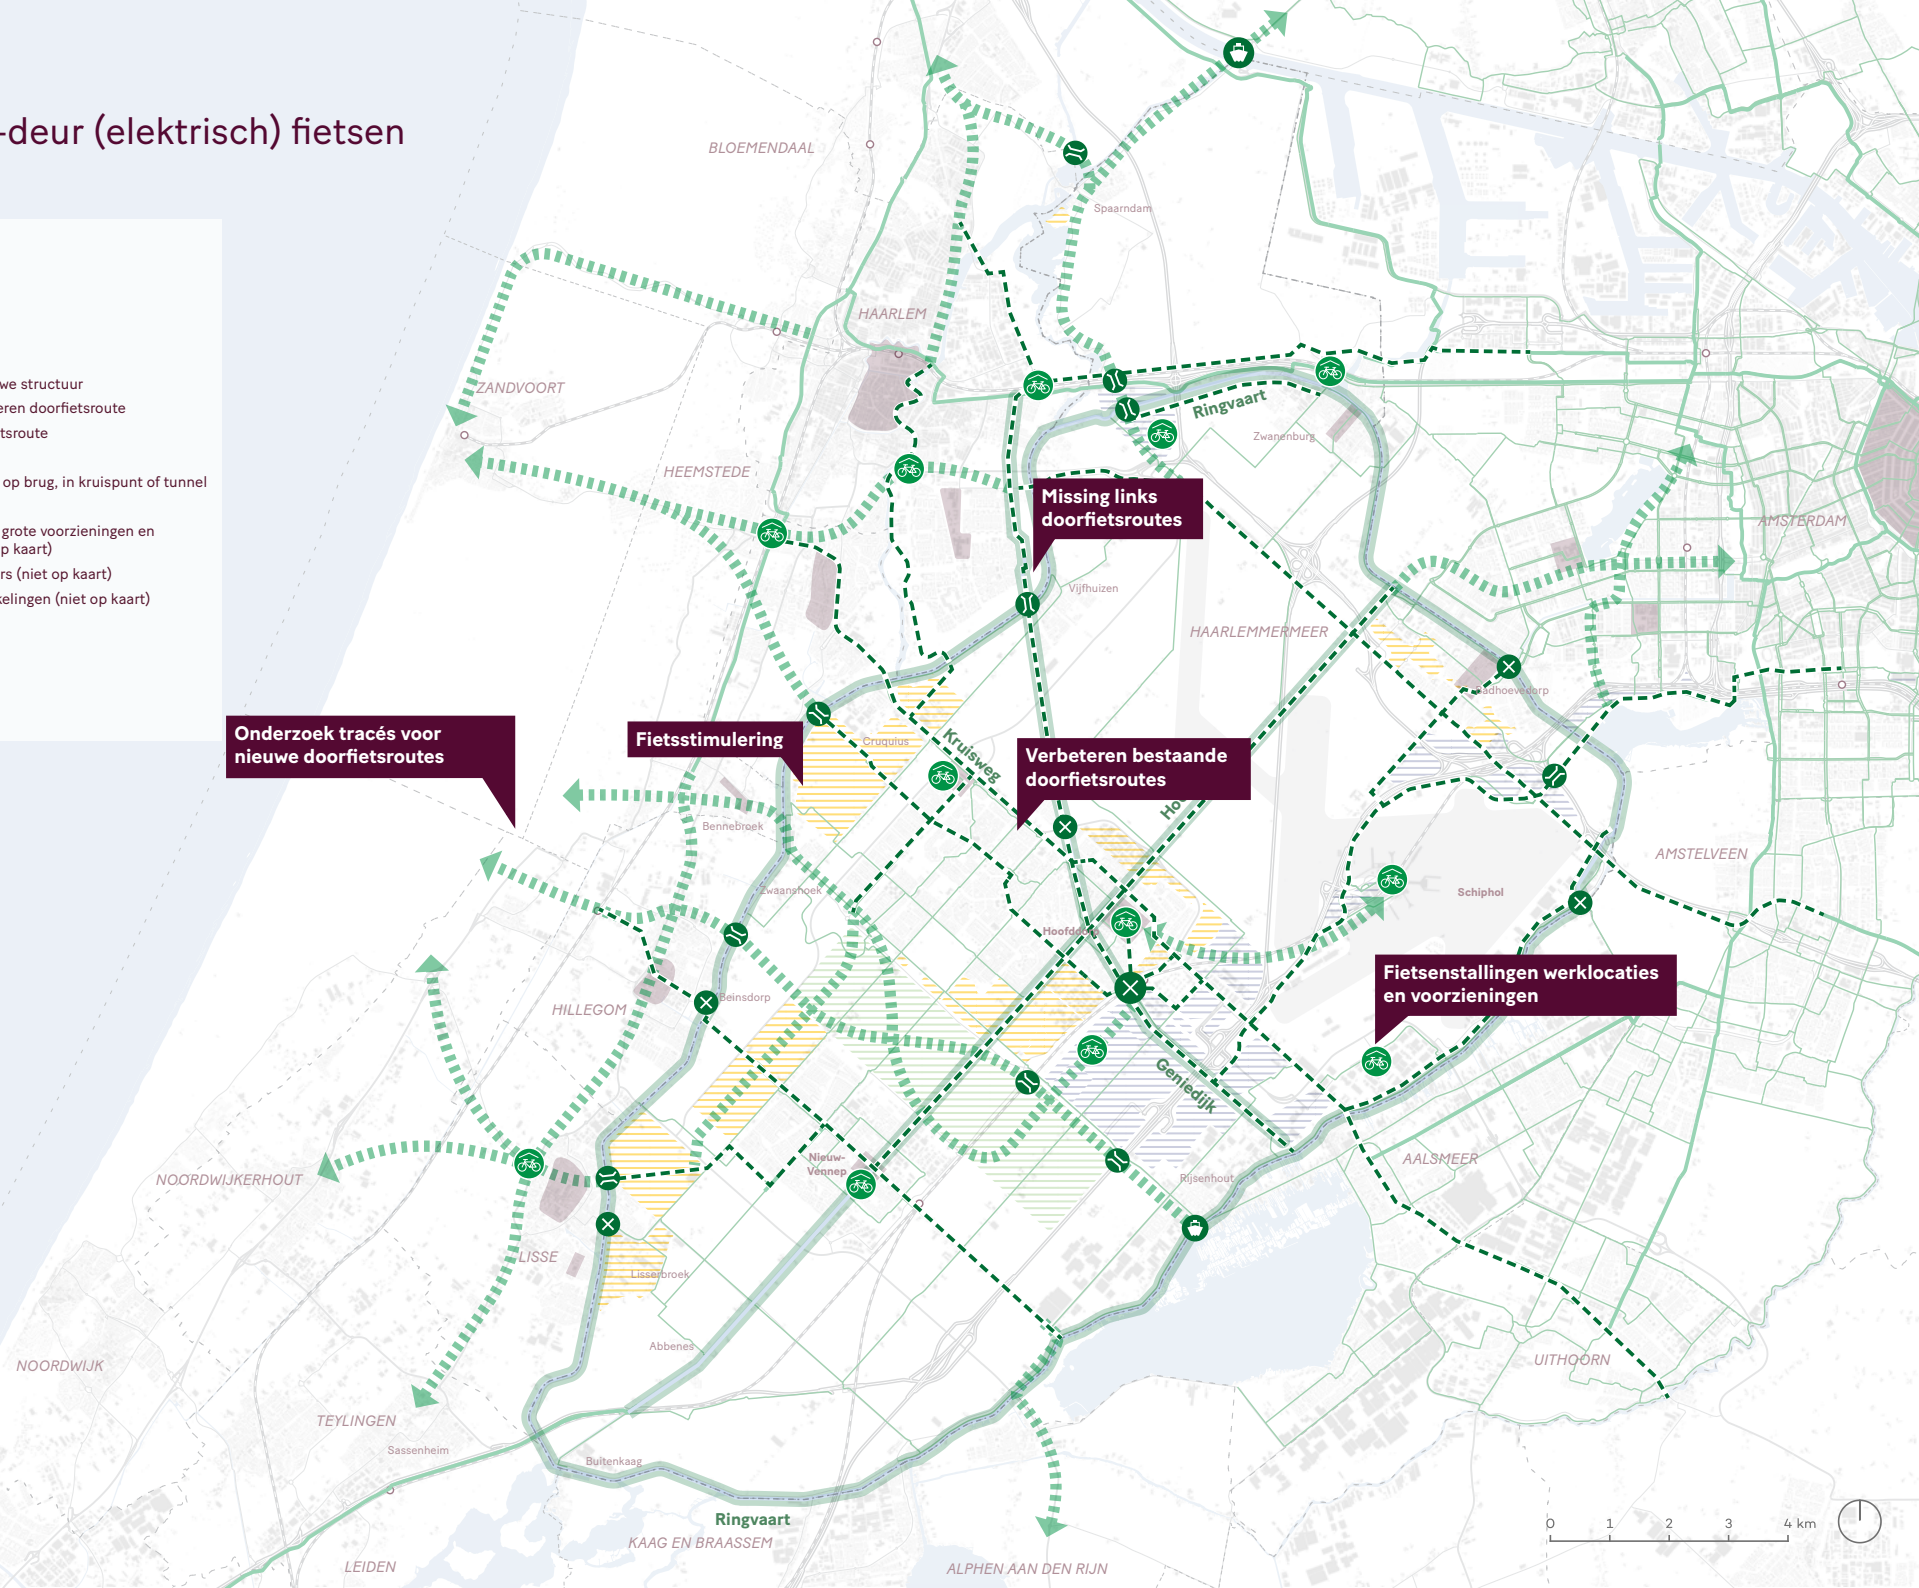 -deur (elektrisch) fietsen
we structuur
eren doorfietsroute
tsroute
op brug, in kruispunt of tunnel
grote voorzieningen en
p kaart)
rs (niet op kaart)
kelingen (niet op kaart)
BLOEMENDAAL
Spaarndam
HAARLEM
ZANDVOORT
Ringvaart
Zwanenburg
HEEMSTEDE
Missing links
doorfietsroutes
AMSTERDAM
Vijfhuizen
HAARLEMMERMEER
Badhoevedorp
Onderzoek tracés voor
nieuwe doorfietsroutes
Fietsstimulering
Cruquius
Kruisweg
Verbeteren bestaande
doorfietsroutes
Hoo
Bennebroek
AMSTELVEEN
Zwaanshoek
Schiphol
Hoofddorp
Fietsenstallingen werklocaties
en voorzieningen
Beinsdorp
HILLEGOM
Geniedijk
NOORDWIJKERHOUT
Nieuw-
Vennep
Rijsenhout
AALSMEER
LISSE
Lisserbroek
Abbenes
NOORDWIJK
UITHOORN
TEYLINGEN
Sassenheim
Buitenkaag
Ringvaart
KAAG EN BRAASSEM
LEIDEN
ALPHEN AAN DEN RIJN
0 1 2 3 4 km